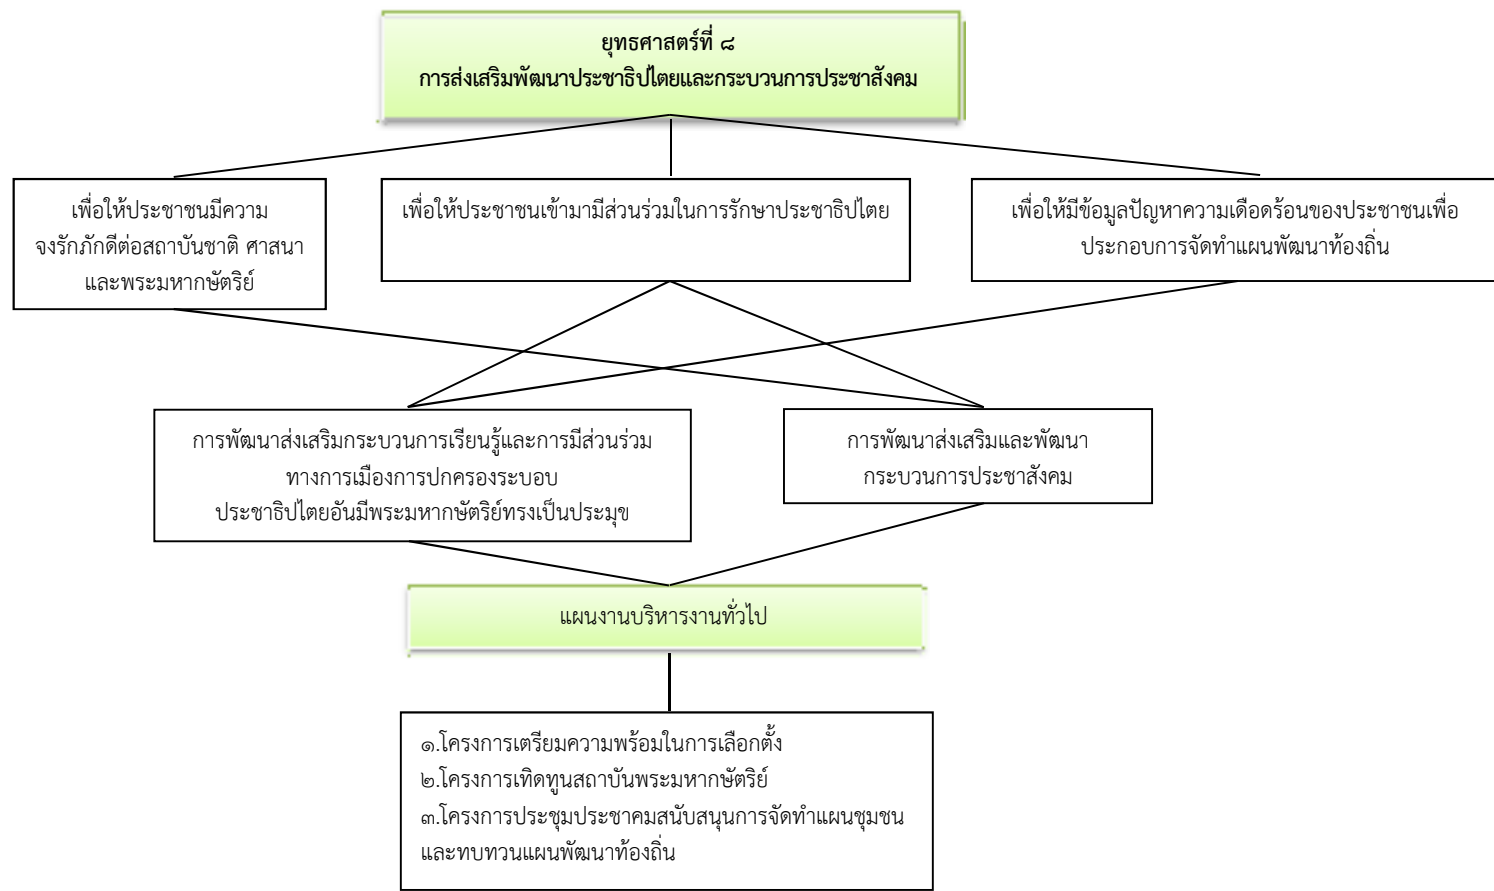 ยุทธศาสตร์ที่ ๘
การส่งเสริมพัฒนาประชาธิปไตยและกระบวนการประชาสังคม
เพื่อให้ประชาชนมีความ
จงรักภักดีต่อสถาบันชาติ ศาสนา
และพระมหากษัตริย์
เพื่อให้ประชาชนเข้ามามีส่วนร่วมในการรักษาประชาธิปไตย
เพื่อให้มีข้อมูลปัญหาความเดือดร้อนของประชาชนเพื่อ
ประกอบการจัดทำแผนพัฒนาท้องถิ่น
การพัฒนาส่งเสริมกระบวนการเรียนรู้และการมีส่วนร่วม
ทางการเมืองการปกครองระบอบ
ประชาธิปไตยอันมีพระมหากษัตริย์ทรงเป็นประมุข
การพัฒนาส่งเสริมและพัฒนา
กระบวนการประชาสังคม
แผนงานบริหารงานทั่วไป
๑.โครงการเตรียมความพร้อมในการเลือกตั้ง
๒.โครงการเทิดทูนสถาบันพระมหากษัตริย์
๓.โครงการประชุมประชาคมสนับสนุนการจัดทำแผนชุมชน
และทบทวนแผนพัฒนาท้องถิ่น